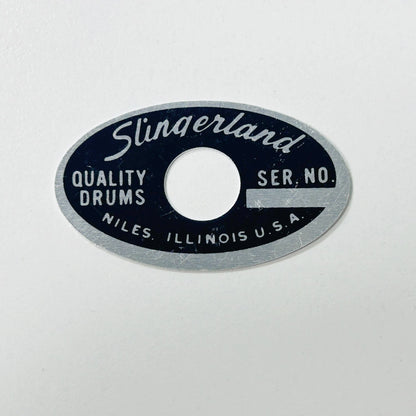 Slingerland
QUALITY DRUMS
SER. NO.
NILES, ILLINOIS U.S.A.